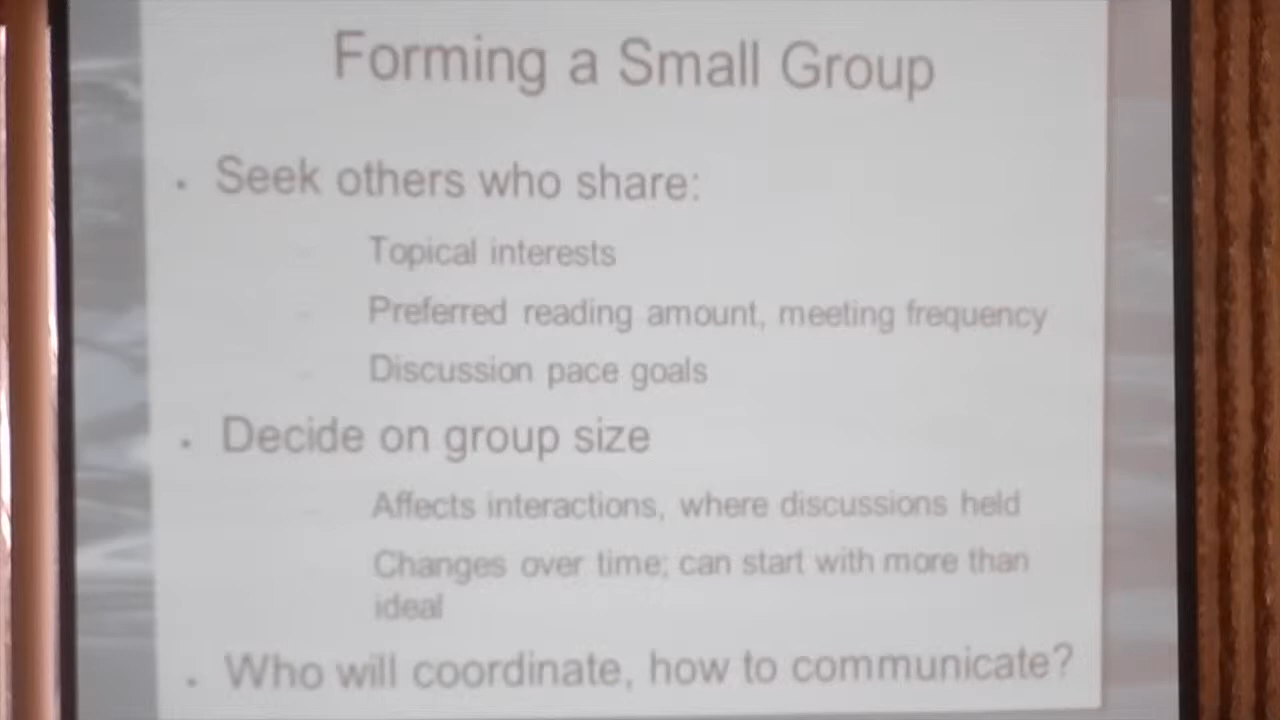 Forming a Small Group
• Seek others who share:
- Topical interests
- Preferred reading amount, meeting frequency
- Discussion pace goals
• Decide on group size
- Affects interactions, where discussions held
Changes over time; can start with more than
ideal
• Who will coordinate, how to communicate?